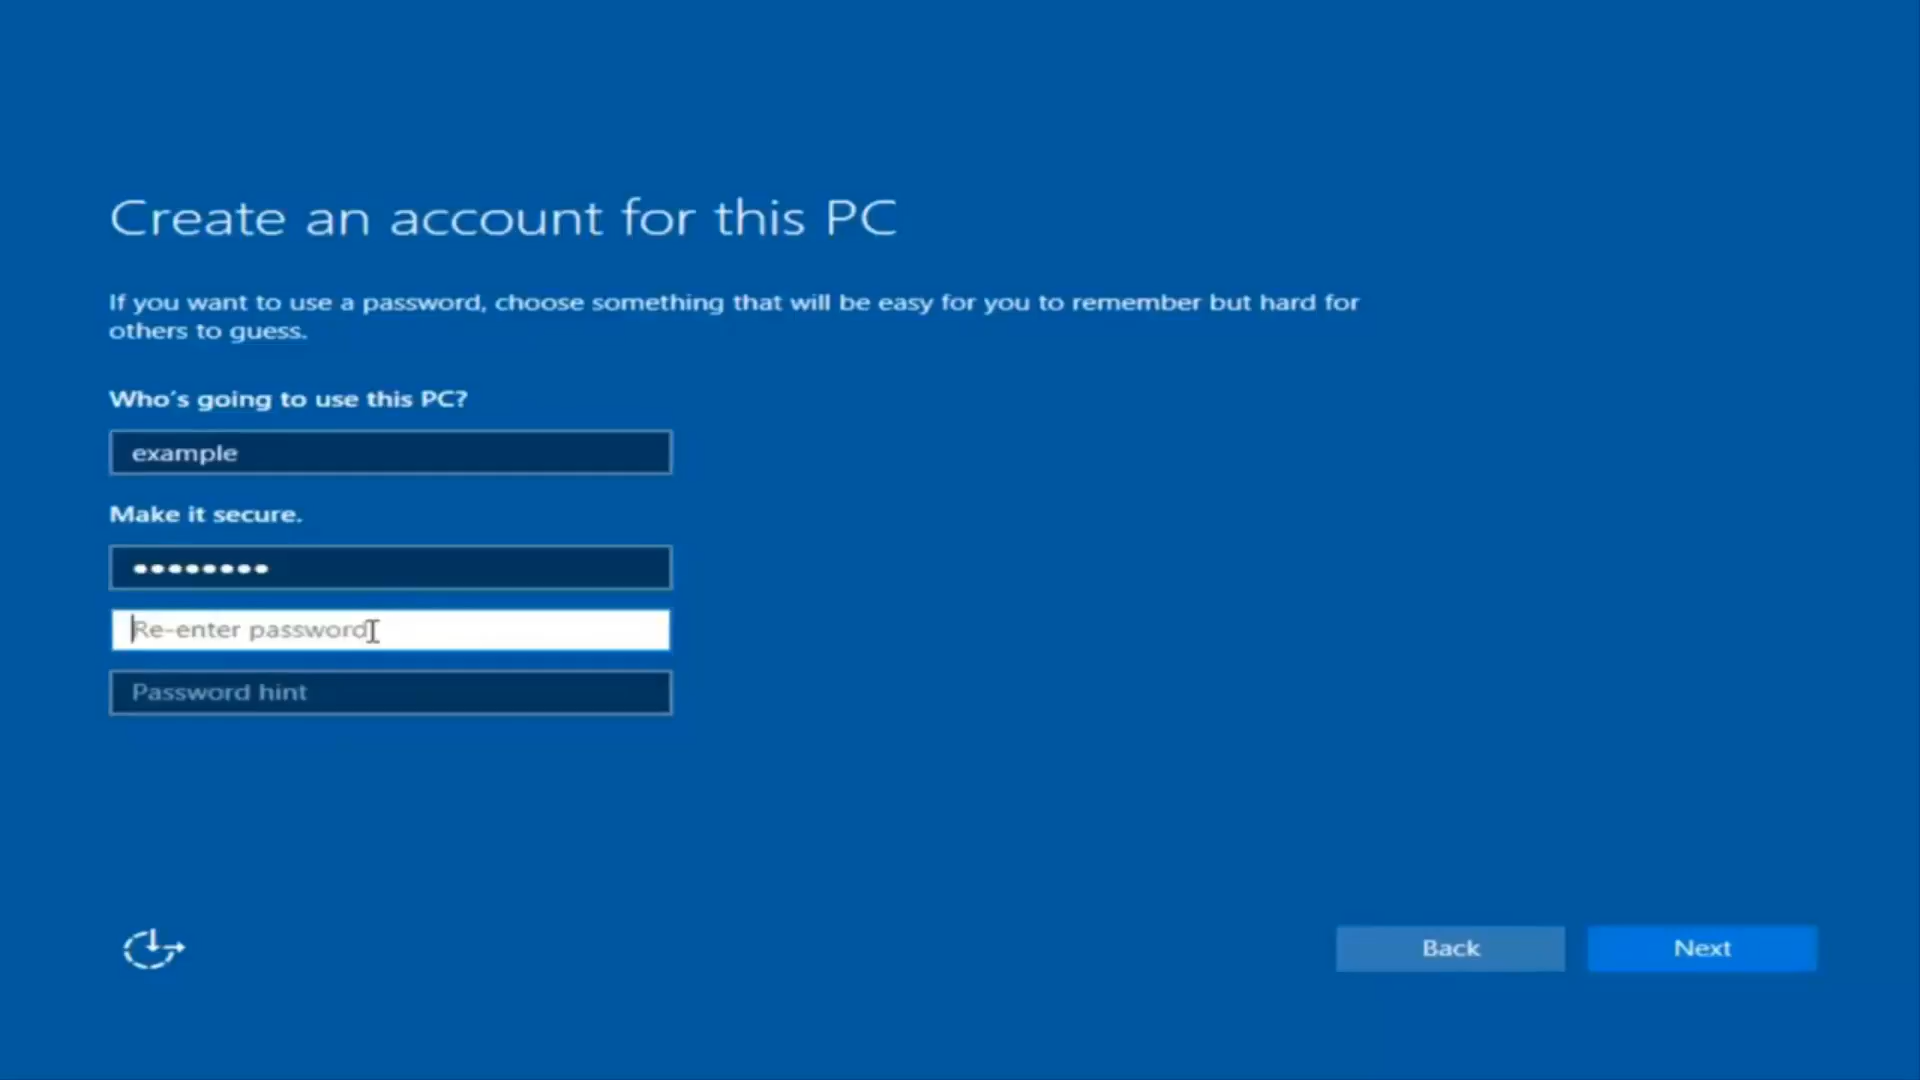 Create an account for this PC
If you want to use a password, choose something that will be easy for you to remember but hard for
others to guess.
Who's going to use this PC?
example
Make it secure.
••••••••
Re-enter password
Password hint
Back
Next